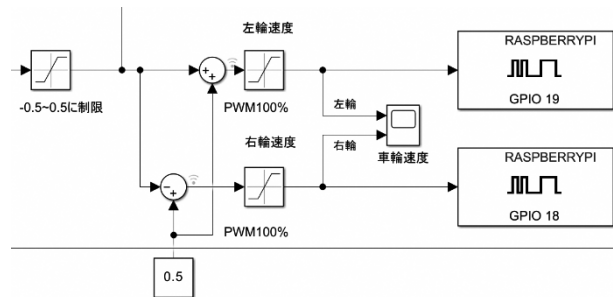 左輪速度
RASPBERRYPI
GPIO 19
-0.5~0.5に制限
PWM100%
左輪
右輪
車輪速度
右輪速度
RASPBERRYPI
GPIO 18
PWM100%
0.5